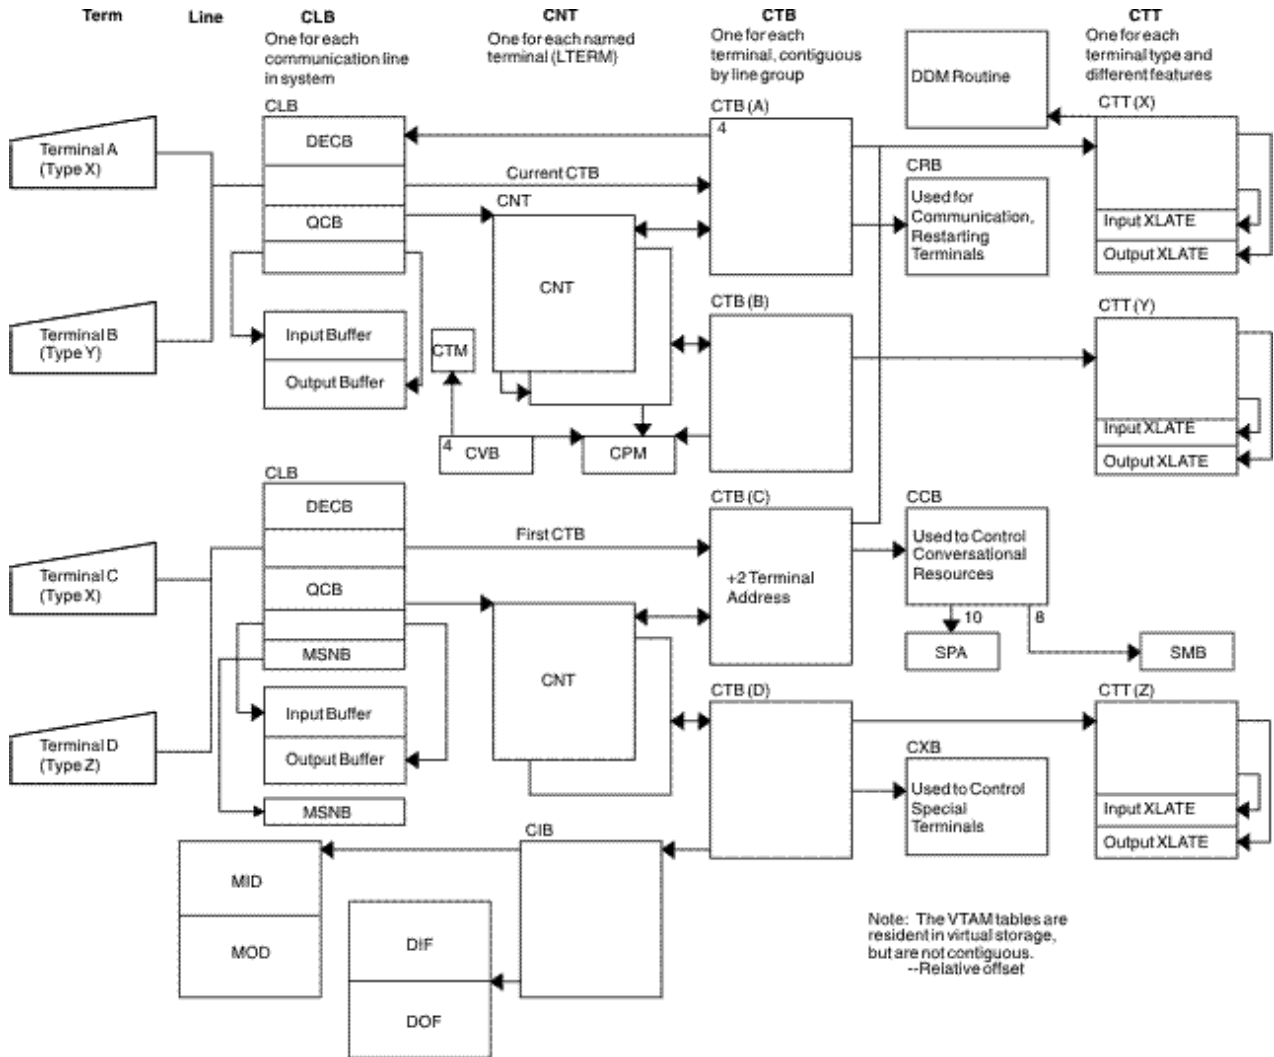 Term
Line
CLB
CNT
CTB
CTT
One for each
communication line
in system
One for each named
terminal (LTERM)
One for each
terminal, contiguous
by line group
One for each
terminal type and
different features
DDM Routine
CLB
CTB (A)
CTT (X)
4
Terminal A
(Type X)
DECB
Current CTB
CRB
CNT
Used for
Communication,
Restarting
Terminals
QCB
Input XLATE
Output XLATE
CNT
CTB (B)
CTT (Y)
Terminal B
(Type Y)
Input Buffer
CTM
Output Buffer
Input XLATE
4
CVB
CPM
Output XLATE
CLB
DECB
CTB (C)
CCB
First CTB
Used to Control
Conversational
Resources
Terminal C
(Type X)
QCB
+2 Terminal
Address
10
8
MSNB
SPA
SMB
CNT
CTB (D)
CTT (Z)
Input Buffer
Terminal D
(Type Z)
Output Buffer
CXB
Used to Control
Special
Terminals
MSNB
Input XLATE
Output XLATE
CIB
MID
MOD
DIF
DOF
Note: The VTAM tables are
resident in virtual storage,
but are not contiguous.
--Relative offset